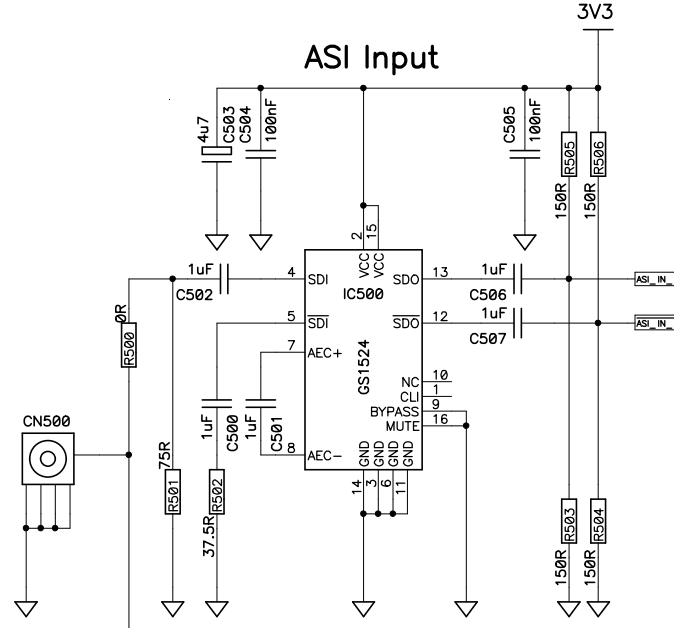 3V3
ASI Input
4u7
C503
C504
100nF
C505
100nF
R505
150R
R506
150R
2
15
VCC
VCC
1uF
C502
4
SDI
IC500
SDO
13
1uF
C506
ASI_IN_
0R
R500
5
SDI
SDO
12
1uF
C507
ASI_IN_
7
AEC+
GS1524
NC
10
CLI
1
BYPASS
9
MUTE
16
1uF
C500
1uF
C501
8
AEC-
CN500
GND
GND
GND
GND
14
3
6
11
75R
R501
R502
37.5R
R503
150R
R504
150R